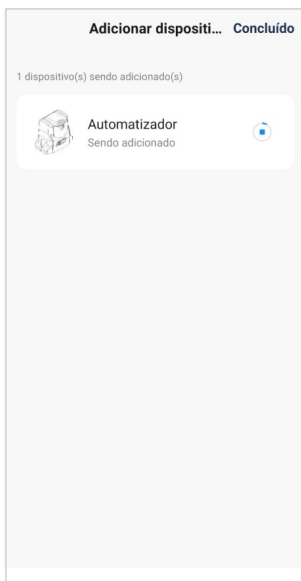 Adicionar dispositi... Concluído
1 dispositivo(s) sendo adicionado(s)
Automatizador
Sendo adicionado